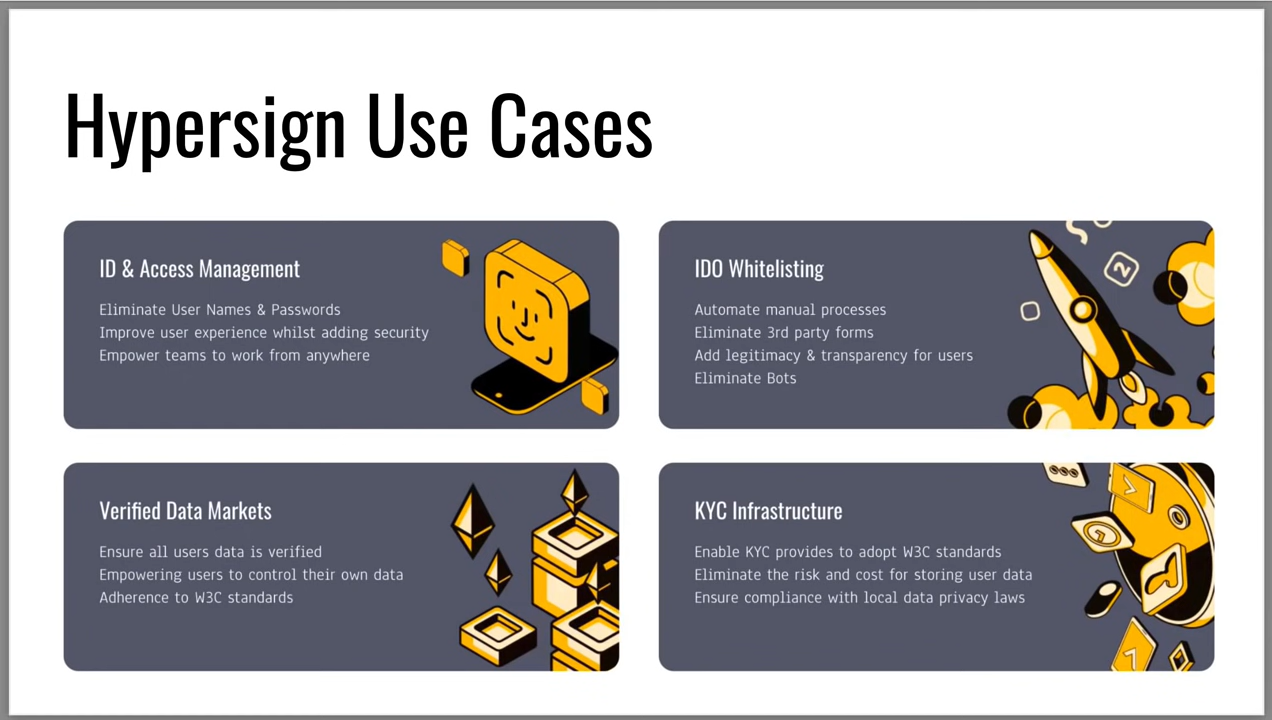 Hypersign Use Cases
ID & Access Management
Eliminate User Names & Passwords
Improve user experience whilst adding security
Empower teams to work from anywhere
IDO Whitelisting
Automate manual processes
Eliminate 3rd party forms
Add legitimacy & transparency for users
Eliminate Bots
2
Verified Data Markets
Ensure all users data is verified
Empowering users to control their own data
Adherence to W3C standards
KYC Infrastructure
Enable KYC provides to adopt W3C standards
Eliminate the risk and cost for storing user data
Ensure compliance with local data privacy laws